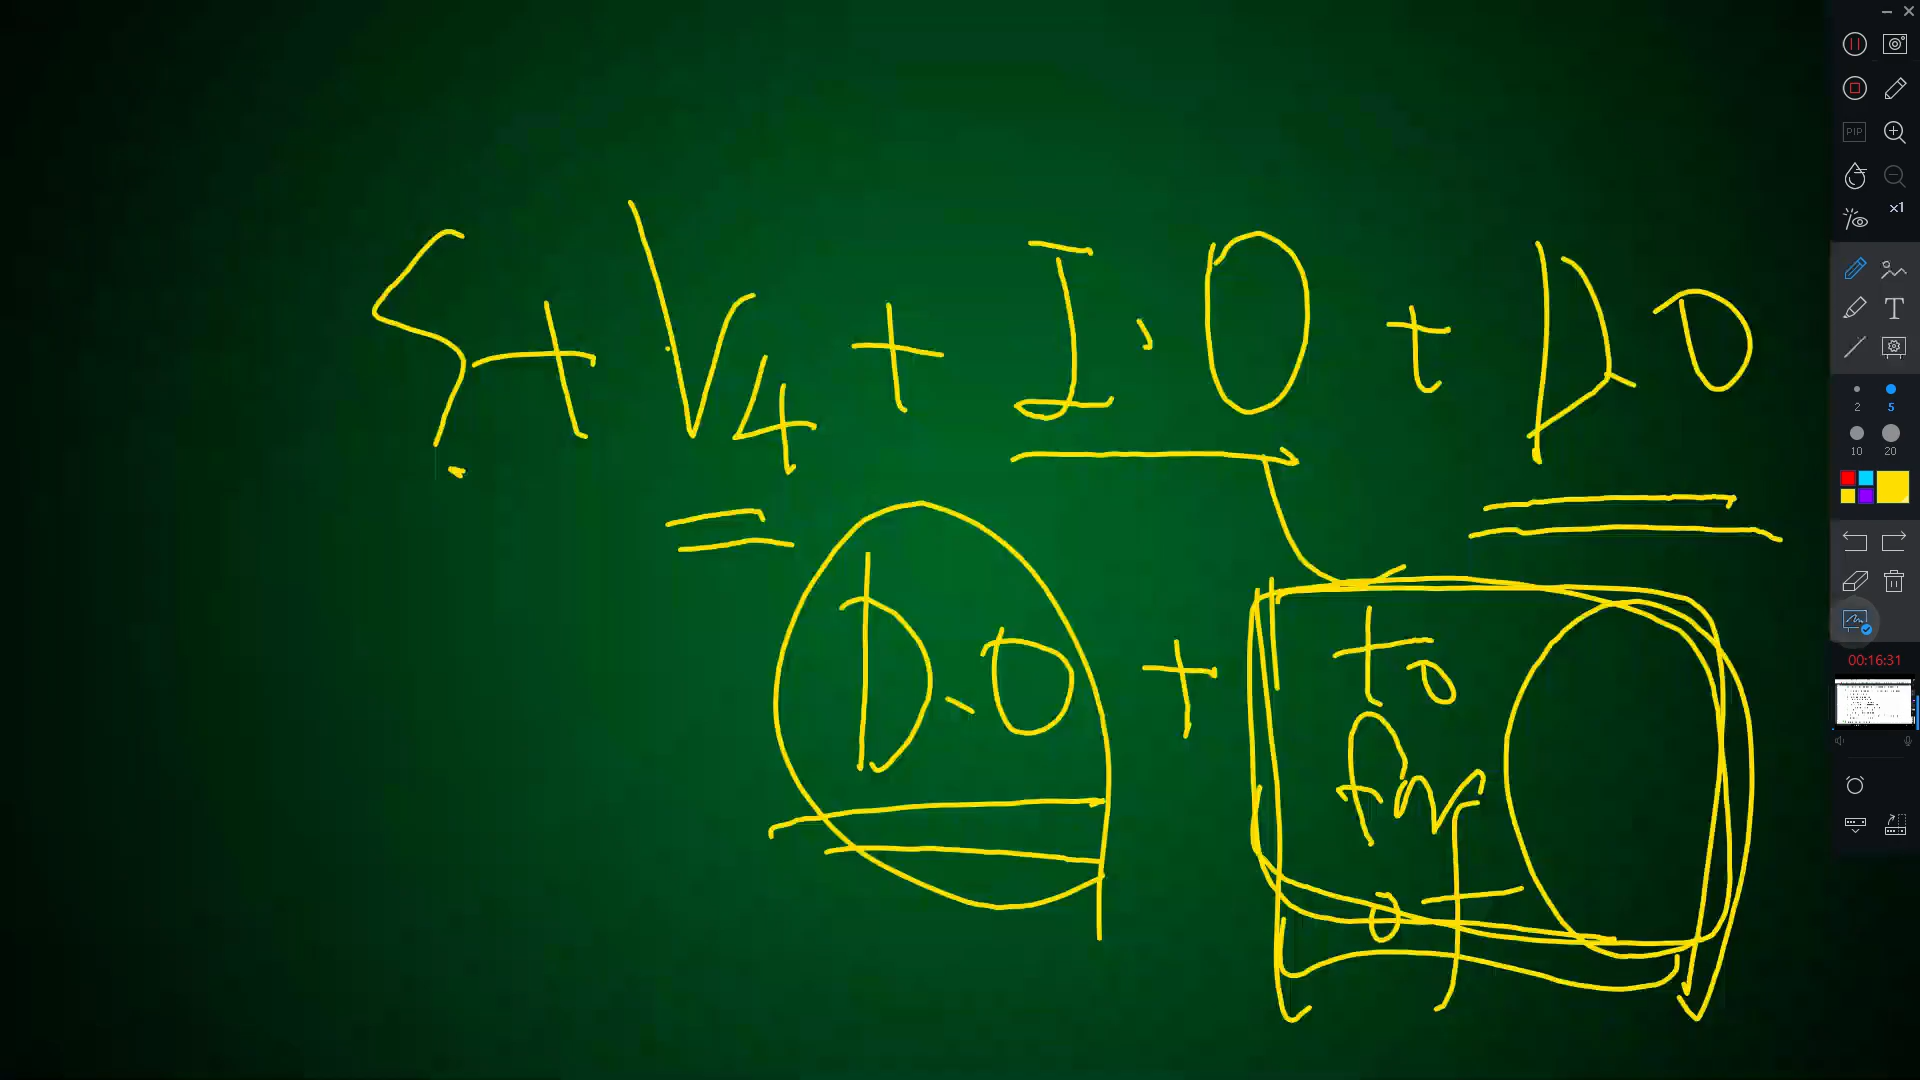 S + V4 + I.O + D.O
D.O + to
for
of
PIP
x1
2 5
10 20
00:16:31